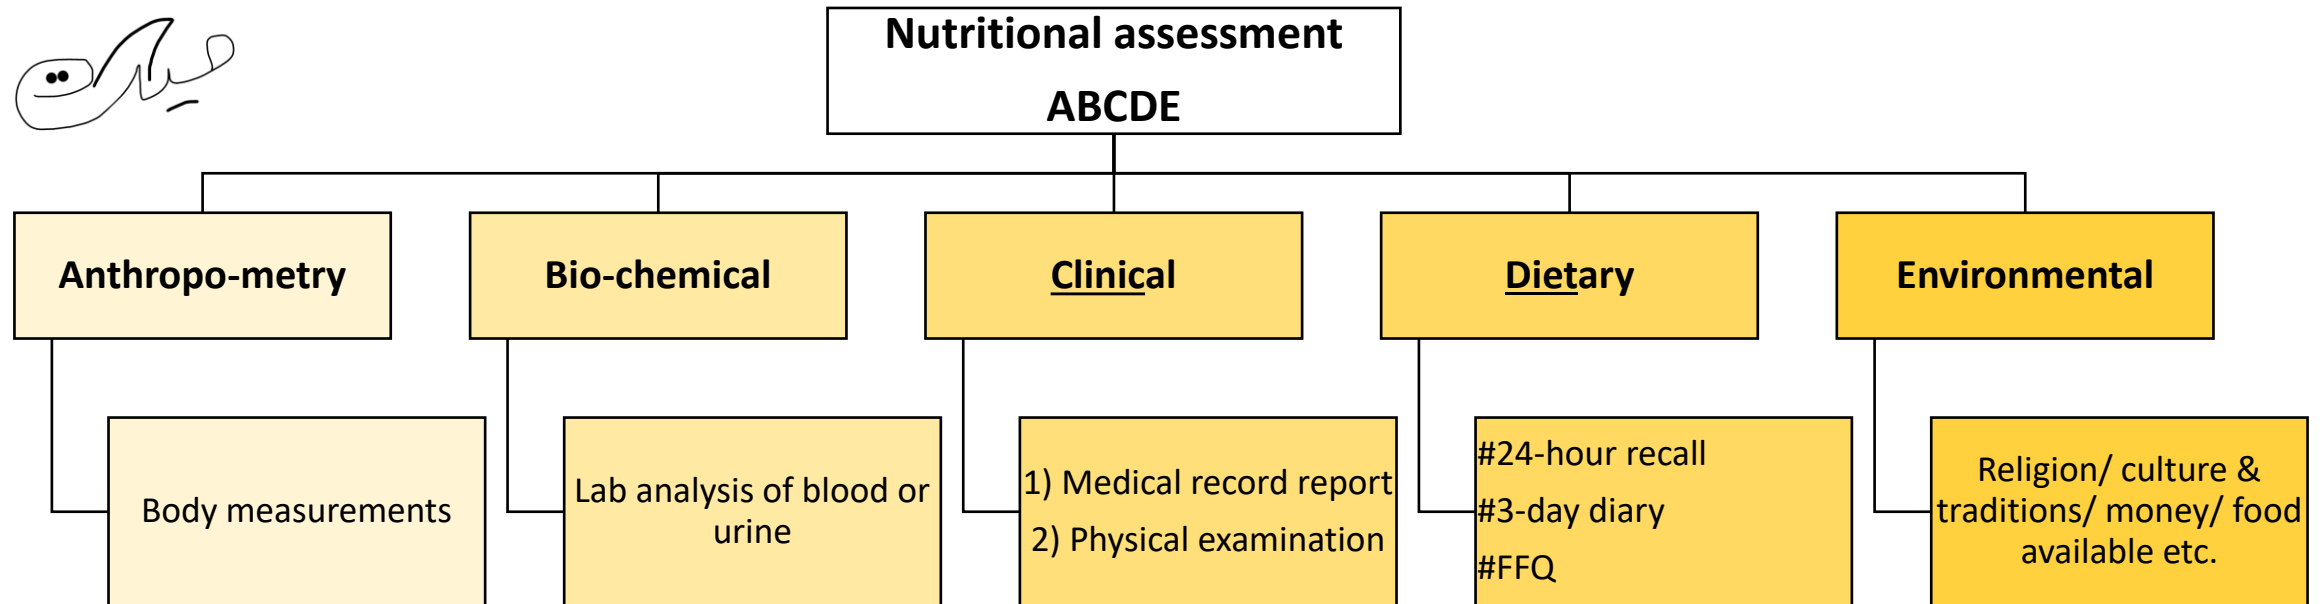 Nutritional assessment
ABCDE
Anthropo-metry
Bio-chemical
Clinical
Dietary
Environmental
Body measurements
Lab analysis of blood or
urine
1) Medical record report
2) Physical examination
#24-hour recall
#3-day diary
#FFQ
Religion/ culture &
traditions/ money/ food
available etc.